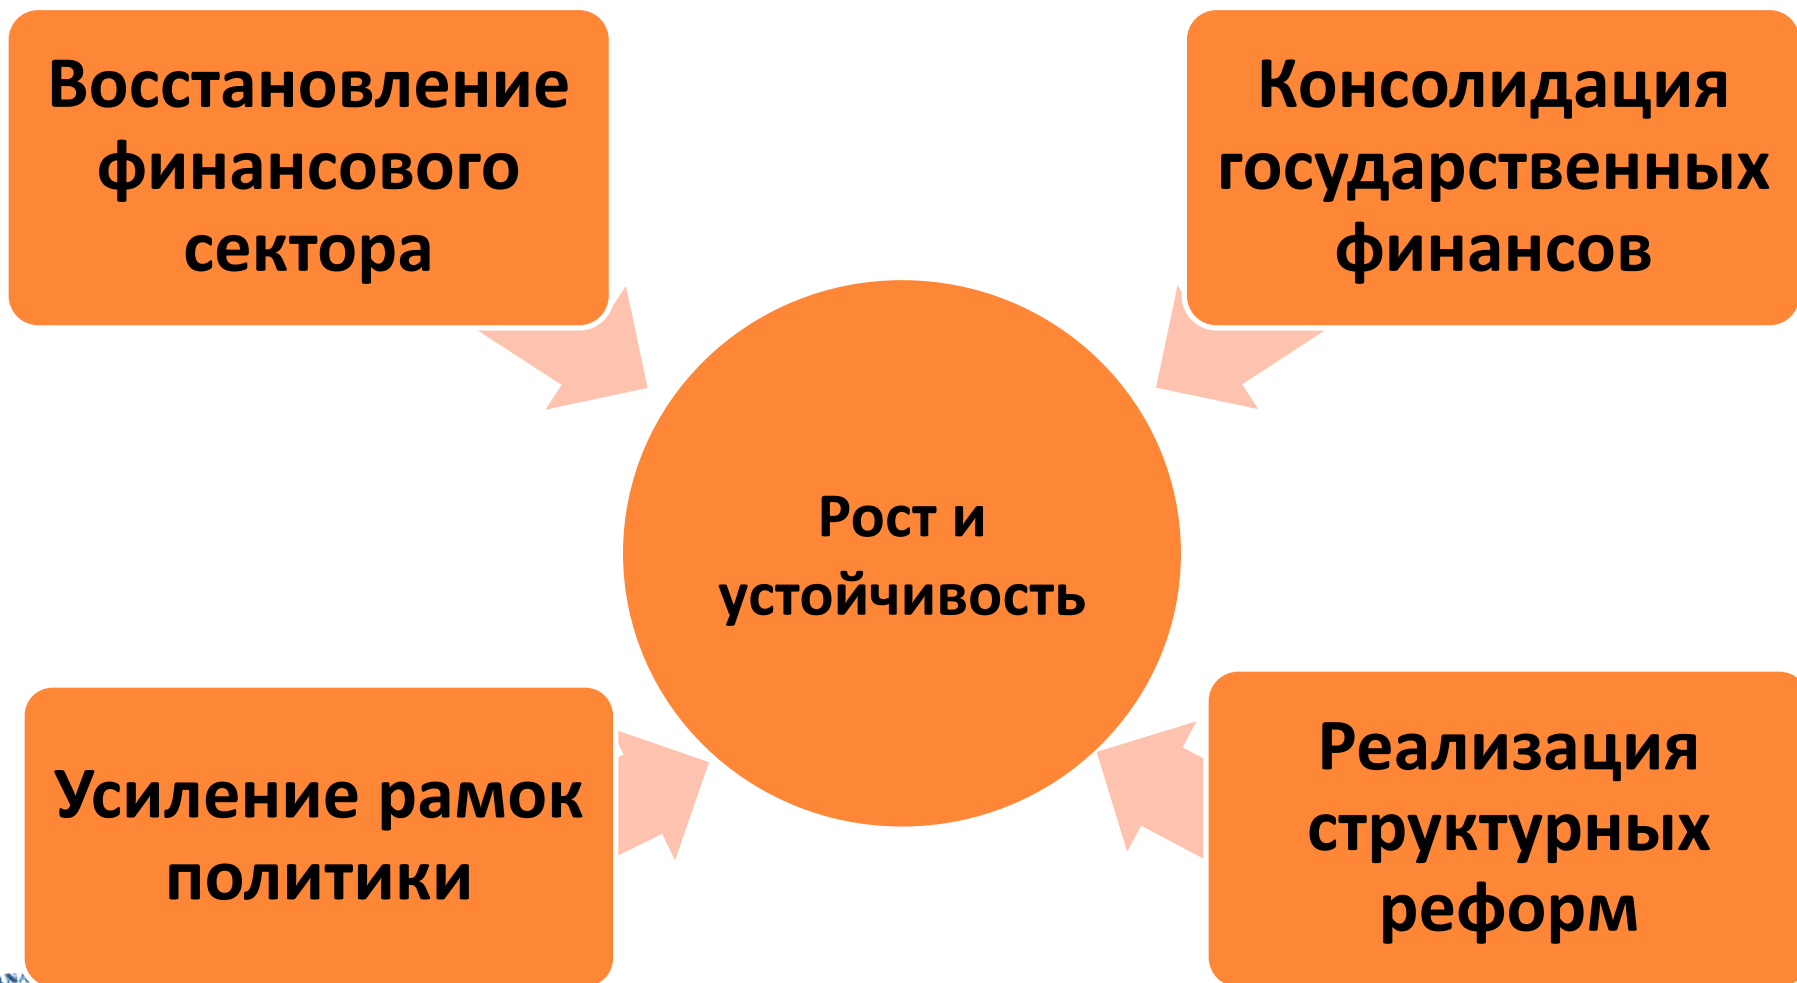 Восстановление
финансового
сектора
Консолидация
государственных
финансов
Рост и
устойчивость
Усиление рамок
политики
Реализация
структурных
реформ